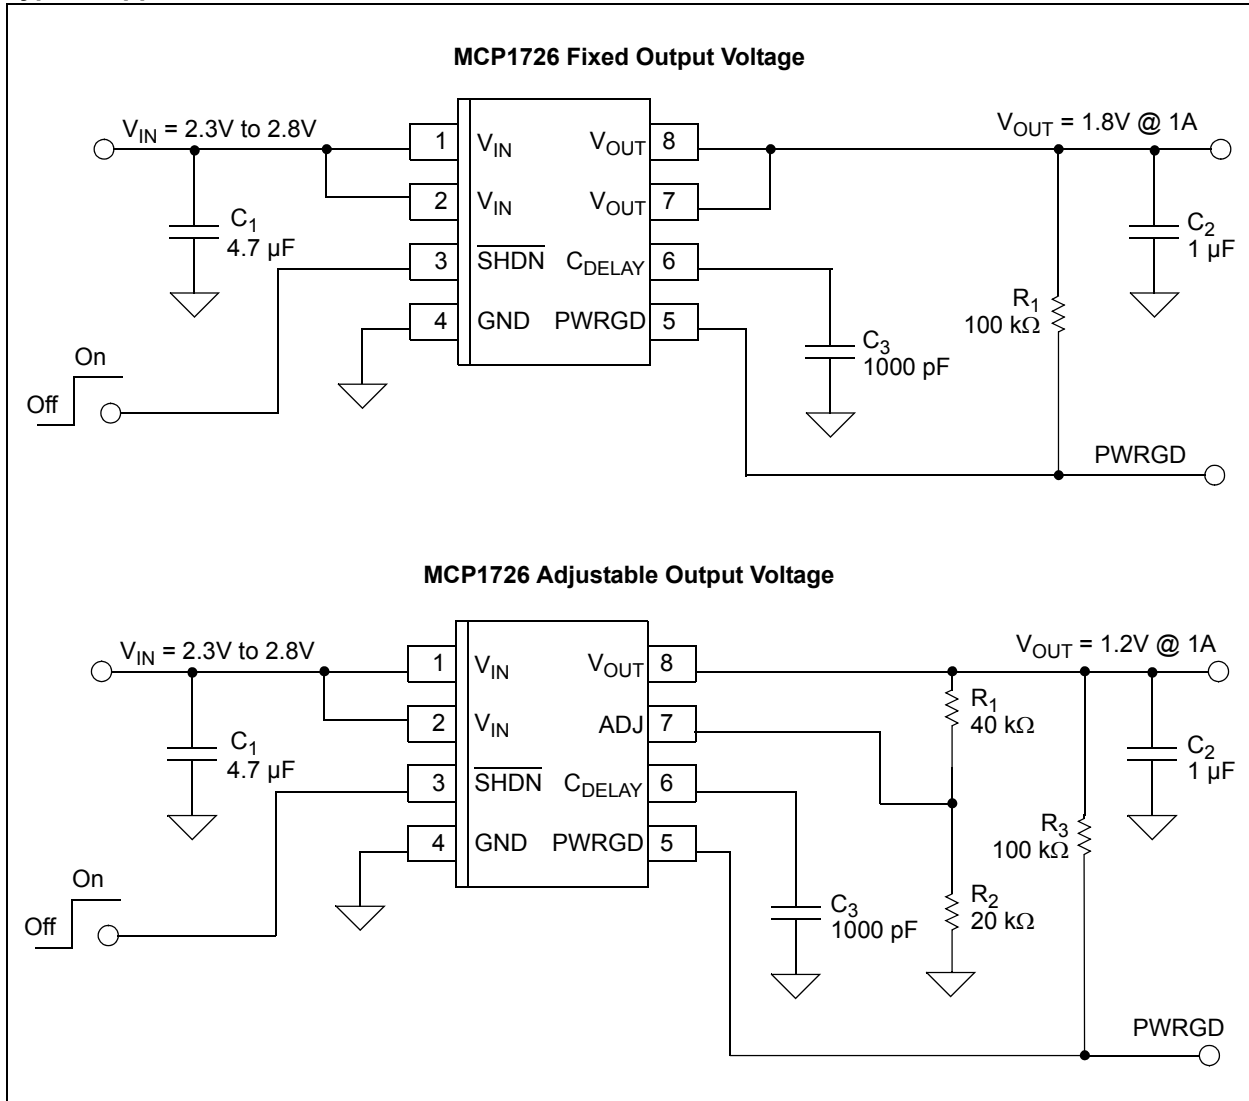 MCP1726 Fixed Output Voltage
VIN = 2.3V to 2.8V
VOUT = 1.8V @ 1A
1 VIN VOUT 8
2 VIN VOUT 7
3 SHDN CDELAY 6
4 GND PWRGD 5
C1
4.7 µF
C2
1 µF
R1
100 kΩ
C3
1000 pF
On
Off
PWRGD
MCP1726 Adjustable Output Voltage
VIN = 2.3V to 2.8V
VOUT = 1.2V @ 1A
1 VIN VOUT 8
2 VIN ADJ 7
3 SHDN CDELAY 6
4 GND PWRGD 5
C1
4.7 µF
R1
40 kΩ
C2
1 µF
R3
100 kΩ
On
Off
C3
1000 pF
R2
20 kΩ
PWRGD